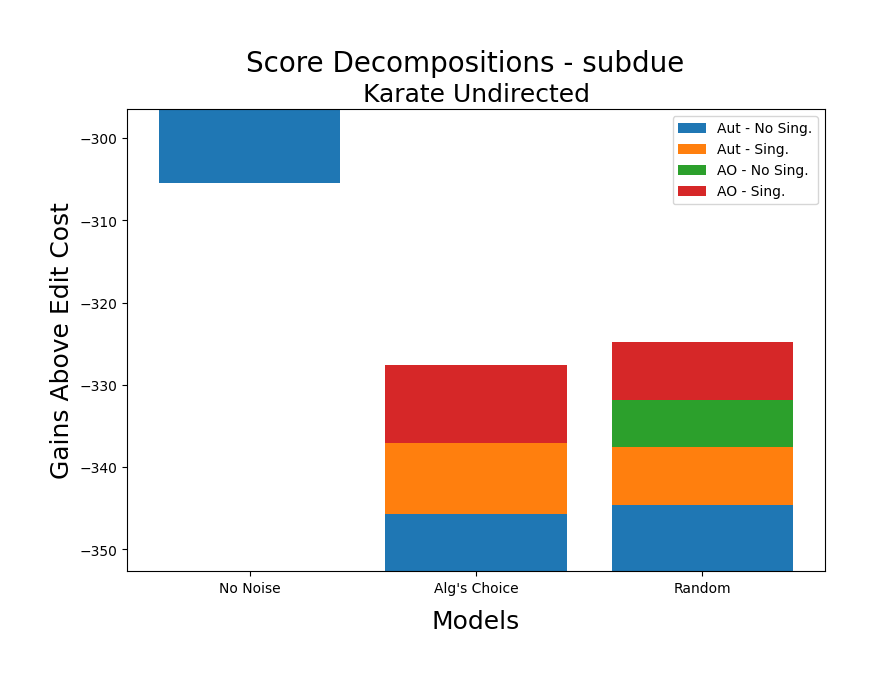 Score Decompositions - subdue
Karate Undirected
Gains Above Edit Cost
−300
−310
−320
−330
−340
−350
Aut - No Sing.
Aut - Sing.
AO - No Sing.
AO - Sing.
No Noise
Alg's Choice
Random
Models